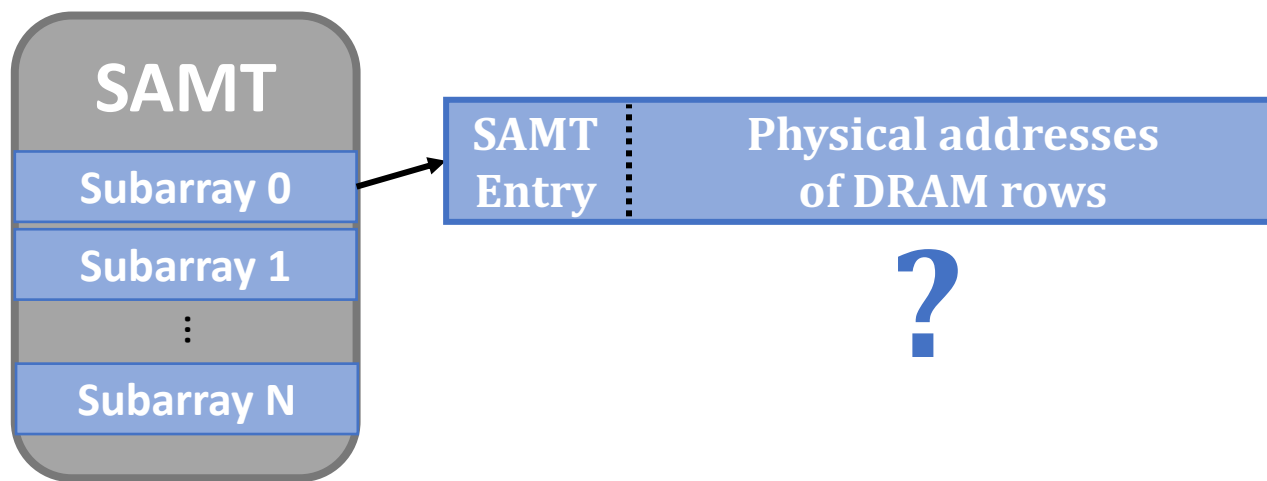 SAMT
Subarray 0
Subarray 1
⋮
Subarray N
SAMT
Entry
Physical addresses
of DRAM rows
?